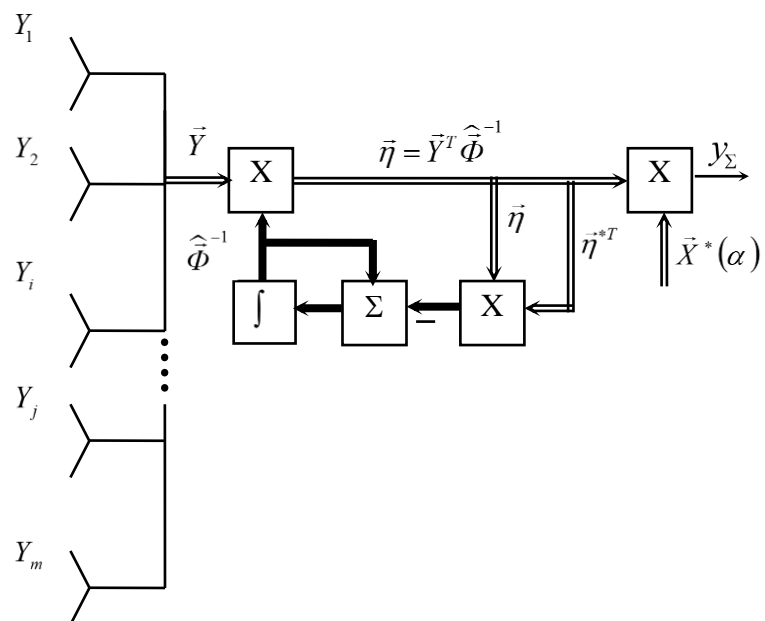 Y₁
Y₂
Y⃗
X
η⃗ = Y⃗ᵀ Φ̂⃗⁻¹
X
y_Σ
Φ̂⃗⁻¹
η⃗
η⃗*ᵀ
X⃗*(α)
Yᵢ
∫
Σ
−
X
Yⱼ
Yₘ